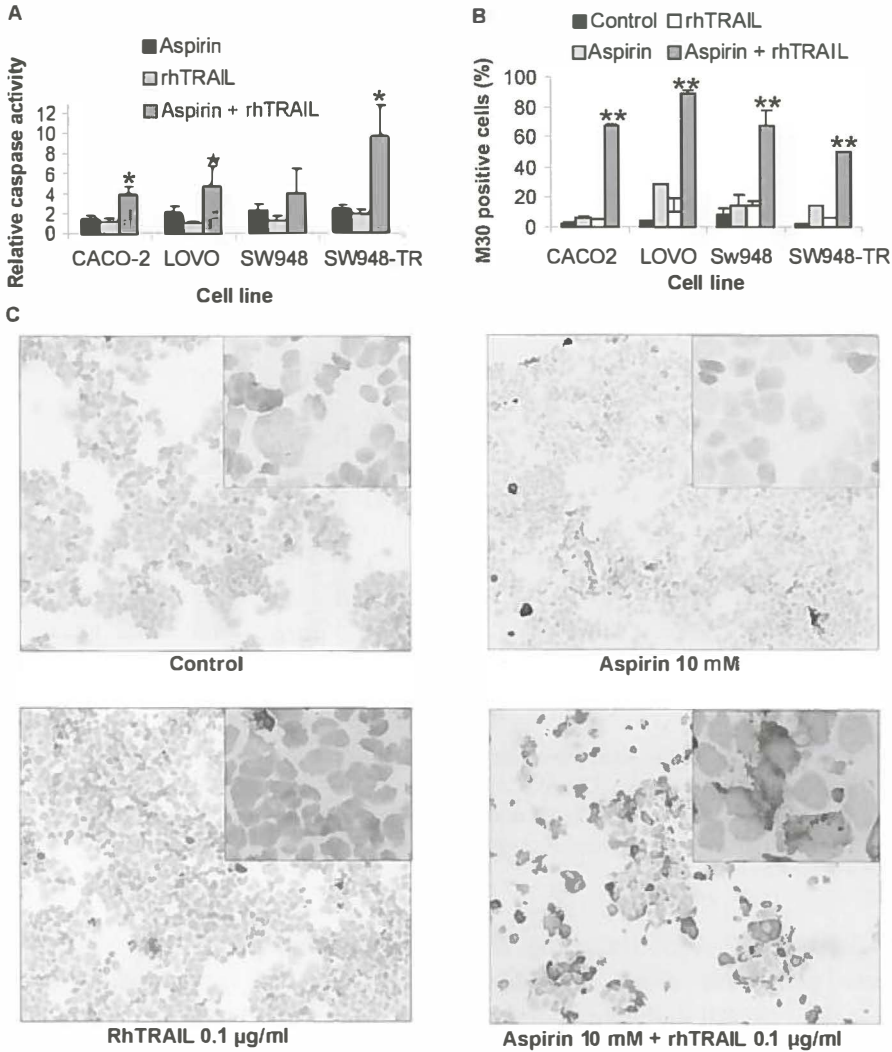 A
Aspirin
rhTRAIL
Aspirin + rhTRAIL
Relative caspase activity
12
10
8
6
4
2
0
*
*
*
CACO-2 LOVO SW948 SW948-TR
Cell line
B
Control rhTRAIL
Aspirin Aspirin + rhTRAIL
M30 positive cells (%)
100
80
60
40
20
0
**
**
**
**
CACO2 LOVO Sw948 SW948-TR
Cell line
C
Control
Aspirin 10 mM
RhTRAIL 0.1 µg/ml
Aspirin 10 mM + rhTRAIL 0.1 µg/ml